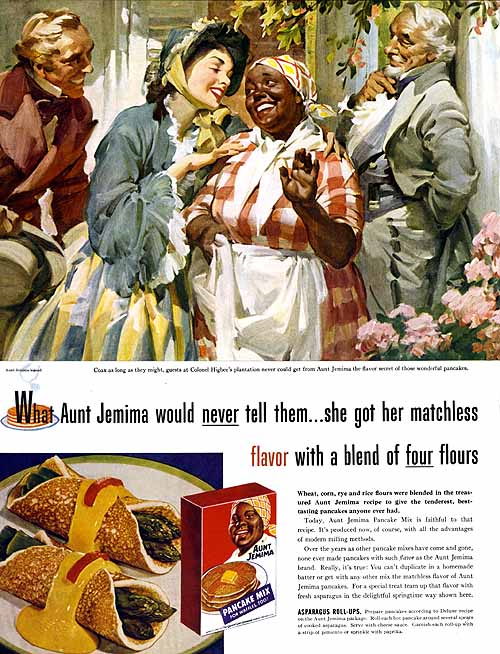 Aunt Jemima legend
Coax as long as they might, guests at Colonel Higbee's plantation never could get from Aunt Jemima the flavor secret of those wonderful pancakes.
What Aunt Jemima would never tell them...she got her matchless
flavor with a blend of four flours
Wheat, corn, rye and rice flours were blended in the treas-
ured Aunt Jemima recipe to give the tenderest, best-
tasting pancakes anyone ever had.
Today, Aunt Jemima Pancake Mix is faithful to that
recipe. It's produced now, of course, with all the advantages
of modern milling methods.
Over the years as other pancake mixes have come and gone,
none ever made pancakes with such flavor as the Aunt Jemima
brand. Really, it's true: You can't duplicate in a homemade
batter or get with any other mix the matchless flavor of Aunt
Jemima pancakes. For a special treat team up that flavor with
fresh asparagus in the delightful springtime way shown here.
ASPARAGUS ROLL-UPS. Prepare pancakes according to Deluxe recipe
on the Aunt Jemima package. Roll each hot pancake around several spears
of cooked asparagus. Serve with cheese sauce. Garnish each roll-up with
a strip of pimiento or sprinkle with paprika.
AUNT
JEMIMA
PANCAKE MIX
FOR WAFFLES TOO!